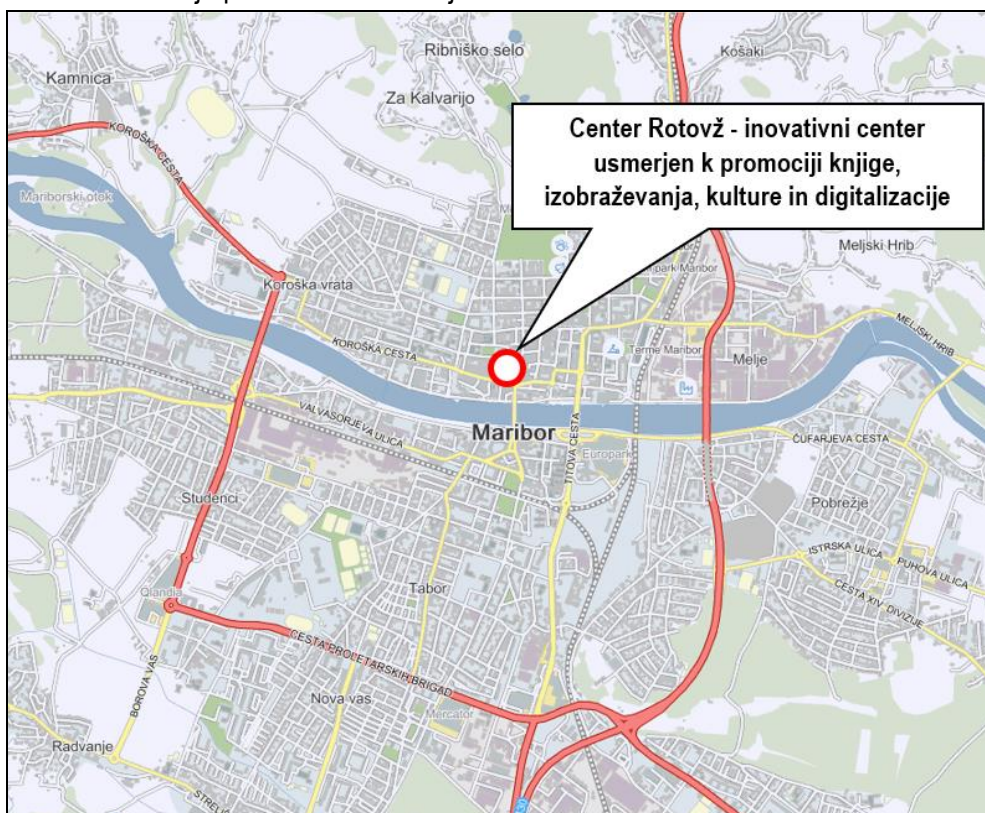 Ribniško selo
Košaki
Kamnica
Za Kalvarijo
Center Rotovž - inovativni center
usmerjen k promociji knjige,
izobraževanja, kulture in digitalizacije
KOROŠKA CESTA
Mariborski otok
Meljski Hrib
park Maribor
Koroška vrata
MELJSKI HRIB
KOROŠKA CESTA
Terme Maribor
Melje
VALVASORJEVA ULICA
Maribor
TITOVA CESTA
Europark
ČUFARJEVA CESTA
Studenci
Pobrežje
ISTRSKA ULICA
PUHOVA ULICA
Qlandia
Tabor
CESTA XIV. DIVIZIJE
CESTA PROLETARSKIH BRIGAD
BOROVA VAS
Nova vas
Mercator
Radvanje